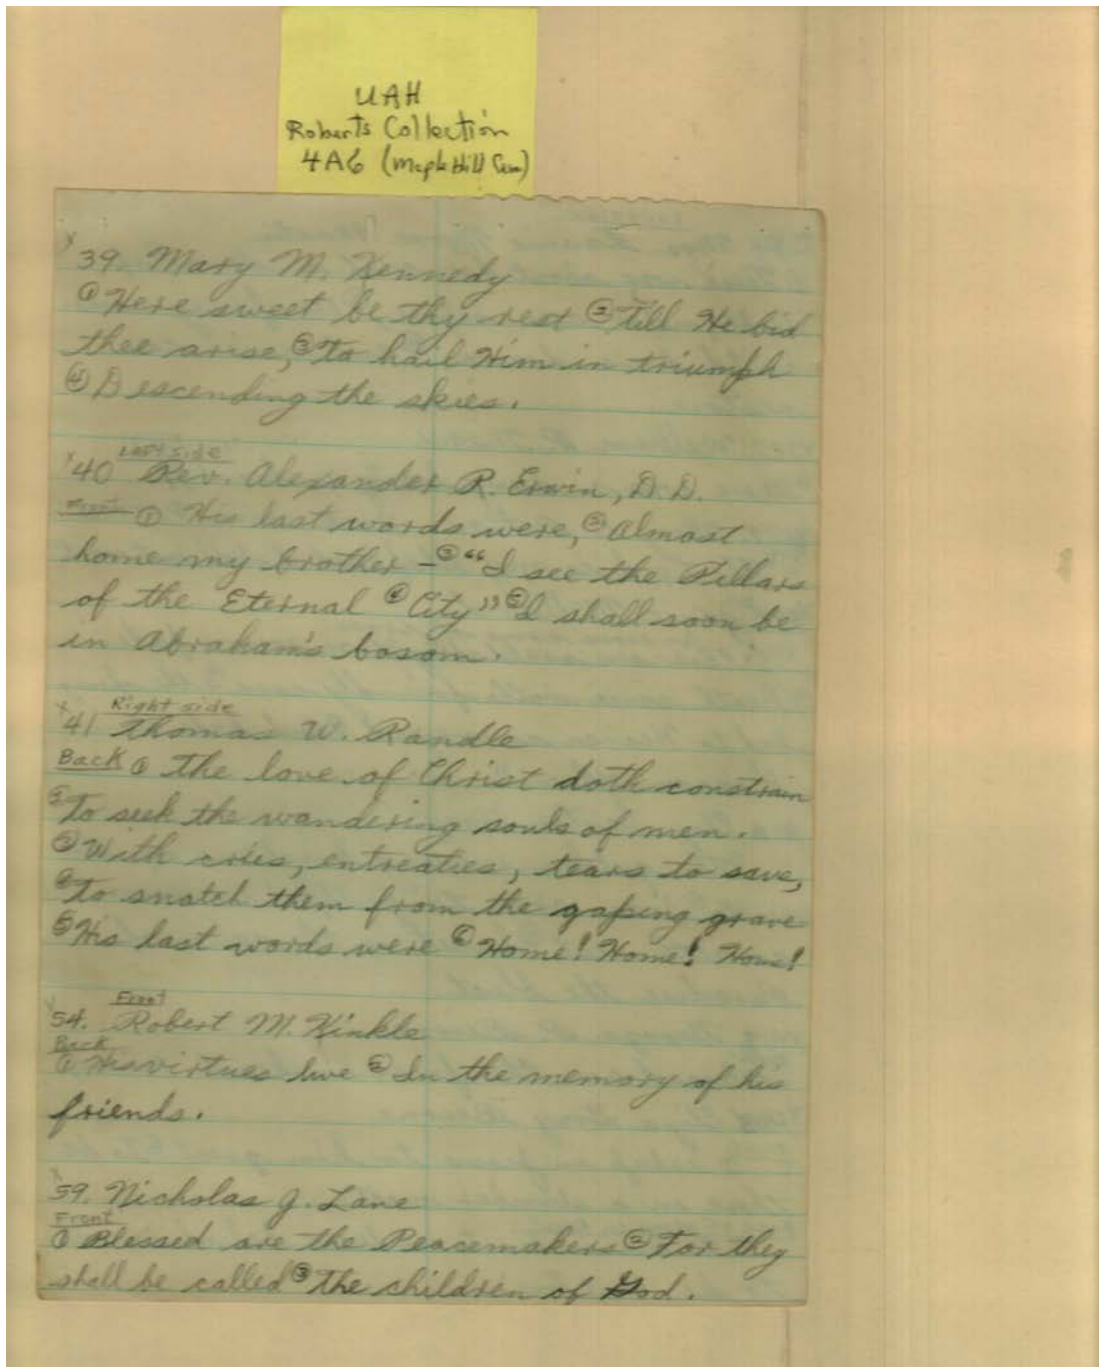 UAH
Roberts Collection
4A6 (Maple Hill Cem)
x
39. Mary M. Kennedy
① Here sweet be thy rest ② Till He bid
thee arise, ③ To hail Him in triumph
④ Descending the skies.
Left side
x 40 Rev. Alexander R. Erwin, D.D.
Front ① His last words were, ② Almost
home my brother – ③ “I see the Pillars
of the Eternal ④ City” ⑤ I shall soon be
in Abraham's bosom.
Right side
x 41 Thomas W. Randle
Back ① The love of Christ doth constrain
② To seek the wandering souls of men.
③ With cries, entreaties, tears to save,
④ To snatch them from the gaping grave
⑤ His last words were ⑥ Home! Home! Home!
Front
x 54. Robert M. Hinkle
Back
① His virtues live ② In the memory of his
friends.
x
59. Nicholas J. Lane
Front
① Blessed are the Peacemakers ② For they
shall be called ③ The children of God.